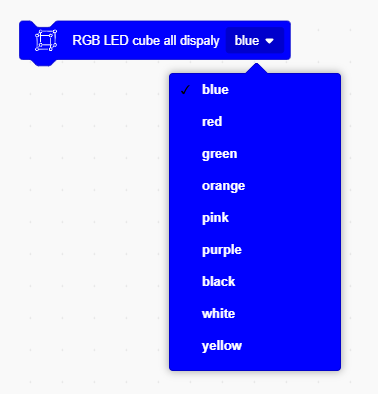 RGB LED cube all dispaly blue
blue
red
green
orange
pink
purple
black
white
yellow